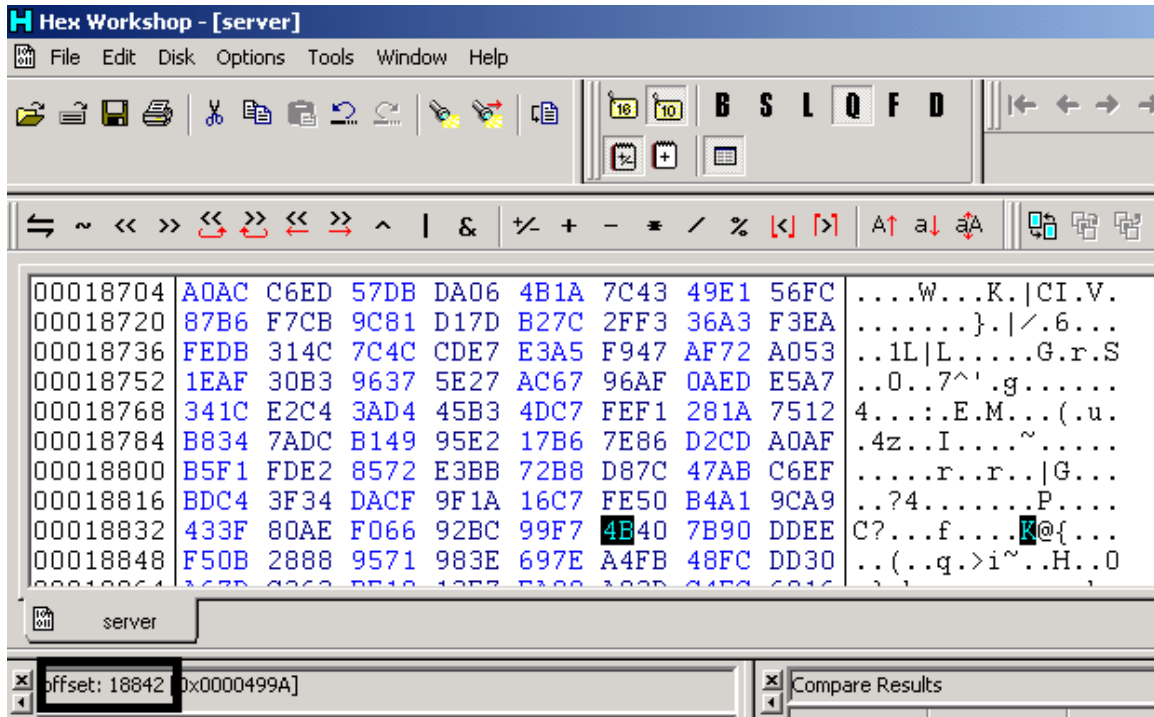 Hex Workshop - [server]
File Edit Disk Options Tools Window Help
16 10 B S L Q F D
± +
⇋ ~ << >> << >> << >> ^ | & +/- + - * / % [<] [>] A↑ a↓ aA
00018704 A0AC C6ED 57DB DA06 4B1A 7C43 49E1 56FC ....W...K.|CI.V.
00018720 87B6 F7CB 9C81 D17D B27C 2FF3 36A3 F3EA .......}.|/.6...
00018736 FEDB 314C 7C4C CDE7 E3A5 F947 AF72 A053 ..1L|L.....G.r.S
00018752 1EAF 30B3 9637 5E27 AC67 96AF 0AED E5A7 ..0..7^'.g......
00018768 341C E2C4 3AD4 45B3 4DC7 FEF1 281A 7512 4...:.E.M...(.u.
00018784 B834 7ADC B149 95E2 17B6 7E86 D2CD A0AF .4z..I....~.....
00018800 B5F1 FDE2 8572 E3BB 72B8 D87C 47AB C6EF .....r..r..|G...
00018816 BDC4 3F34 DACF 9F1A 16C7 FE50 B4A1 9CA9 ..?4.......P....
00018832 433F 80AE F066 92BC 99F7 4B40 7B90 DDEE C?...f....K@{...
00018848 F50B 2888 9571 983E 697E A4FB 48FC DD30 ..(..q.>i~..H..0
server
offset: 18842 [0x0000499A]
Compare Results